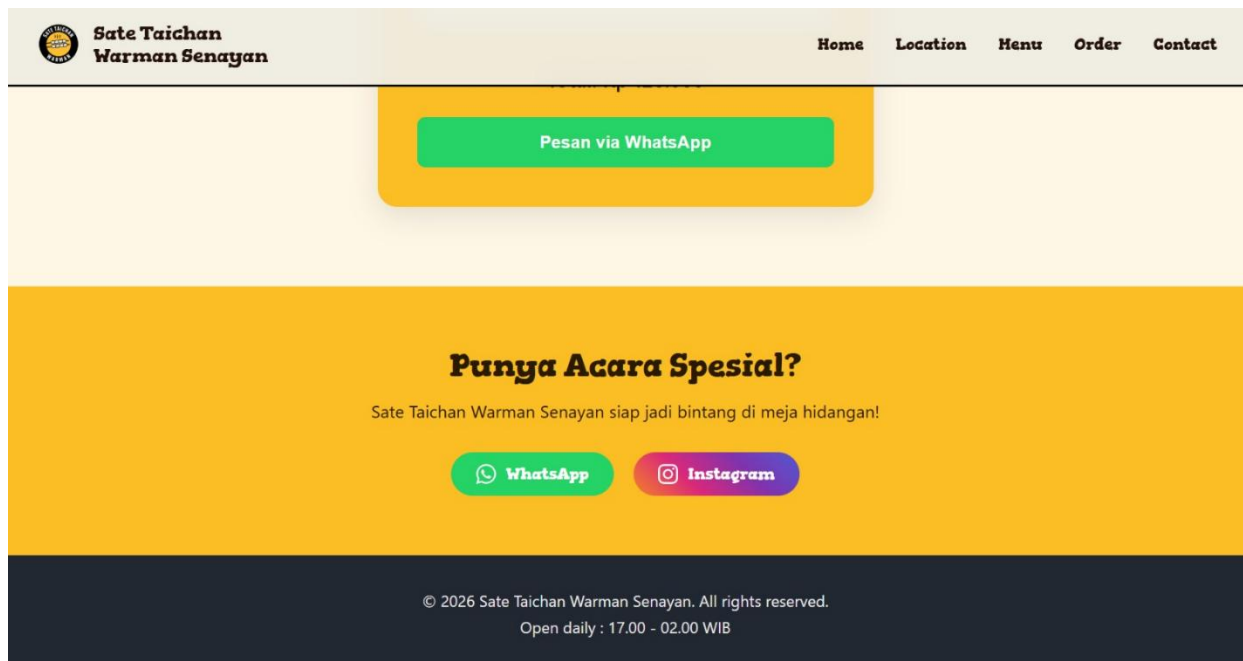 Sate Taichan
Warman Senayan
Home Location Menu Order Contact
Pesan via WhatsApp
Punya Acara Spesial?
Sate Taichan Warman Senayan siap jadi bintang di meja hidangan!
WhatsApp Instagram
© 2026 Sate Taichan Warman Senayan. All rights reserved.
Open daily : 17.00 - 02.00 WIB